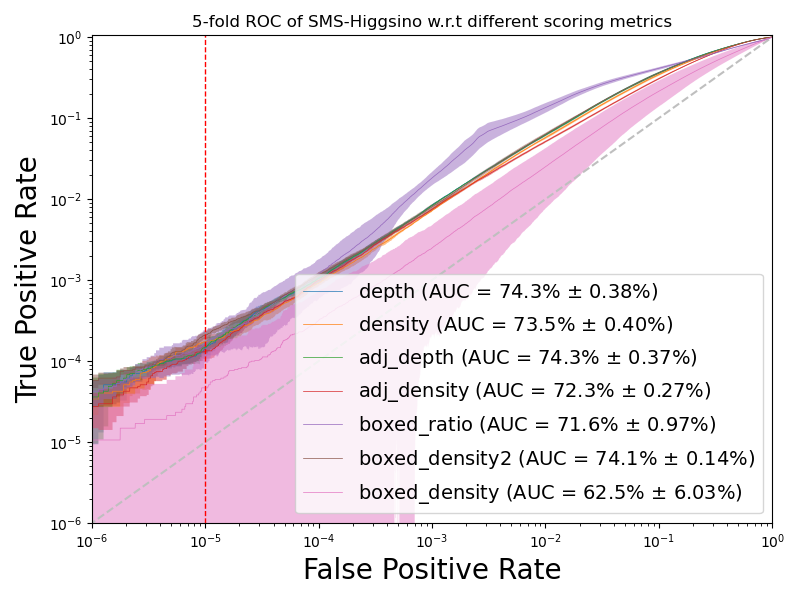 5-fold ROC of SMS-Higgsino w.r.t different scoring metrics
True Positive Rate
10⁰
10⁻¹
10⁻²
10⁻³
10⁻⁴
10⁻⁵
10⁻⁶
depth (AUC = 74.3% ± 0.38%)
density (AUC = 73.5% ± 0.40%)
adj_depth (AUC = 74.3% ± 0.37%)
adj_density (AUC = 72.3% ± 0.27%)
boxed_ratio (AUC = 71.6% ± 0.97%)
boxed_density2 (AUC = 74.1% ± 0.14%)
boxed_density (AUC = 62.5% ± 6.03%)
10⁻⁶ 10⁻⁵ 10⁻⁴ 10⁻³ 10⁻² 10⁻¹ 10⁰
False Positive Rate